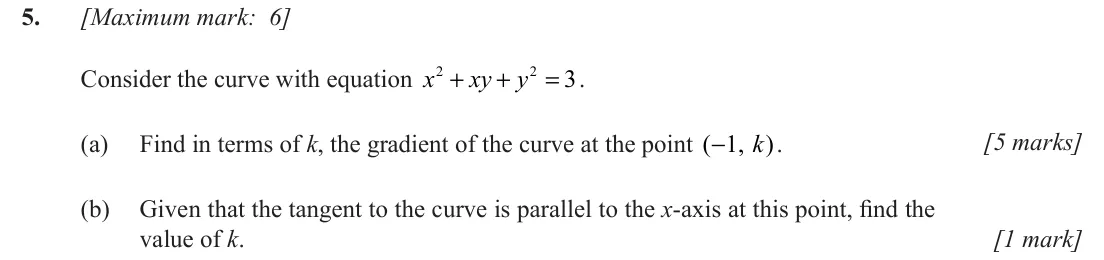 5. [Maximum mark: 6]
Consider the curve with equation x² + xy + y² = 3.
(a) Find in terms of k, the gradient of the curve at the point (−1, k). [5 marks]
(b) Given that the tangent to the curve is parallel to the x-axis at this point, find the
value of k. [1 mark]